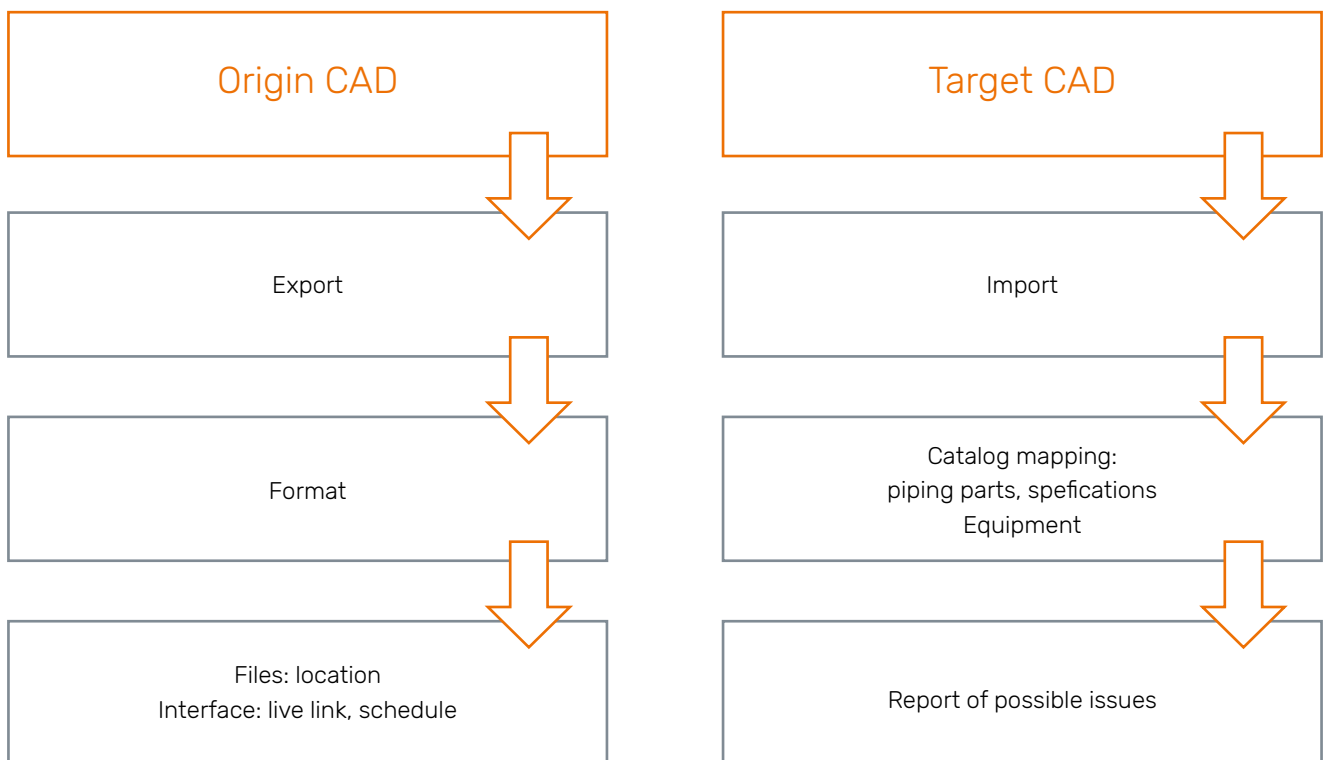 Origin CAD
Export
Format
Files: location
Interface: live link, schedule
Target CAD
Import
Catalog mapping:
piping parts, spefications
Equipment
Report of possible issues